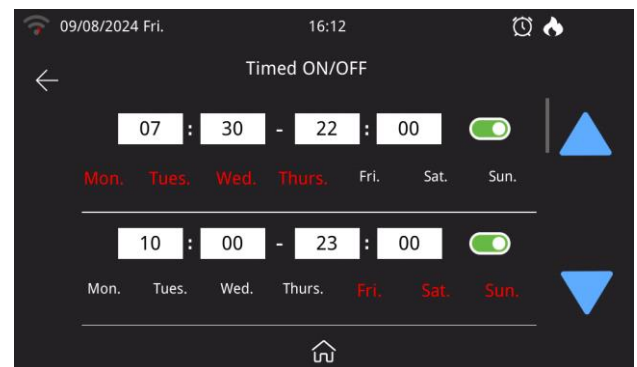 09/08/2024 Fri. 16:12
Timed ON/OFF
07 : 30 - 22 : 00
Mon. Tues. Wed. Thurs. Fri. Sat. Sun.
10 : 00 - 23 : 00
Mon. Tues. Wed. Thurs. Fri. Sat. Sun.